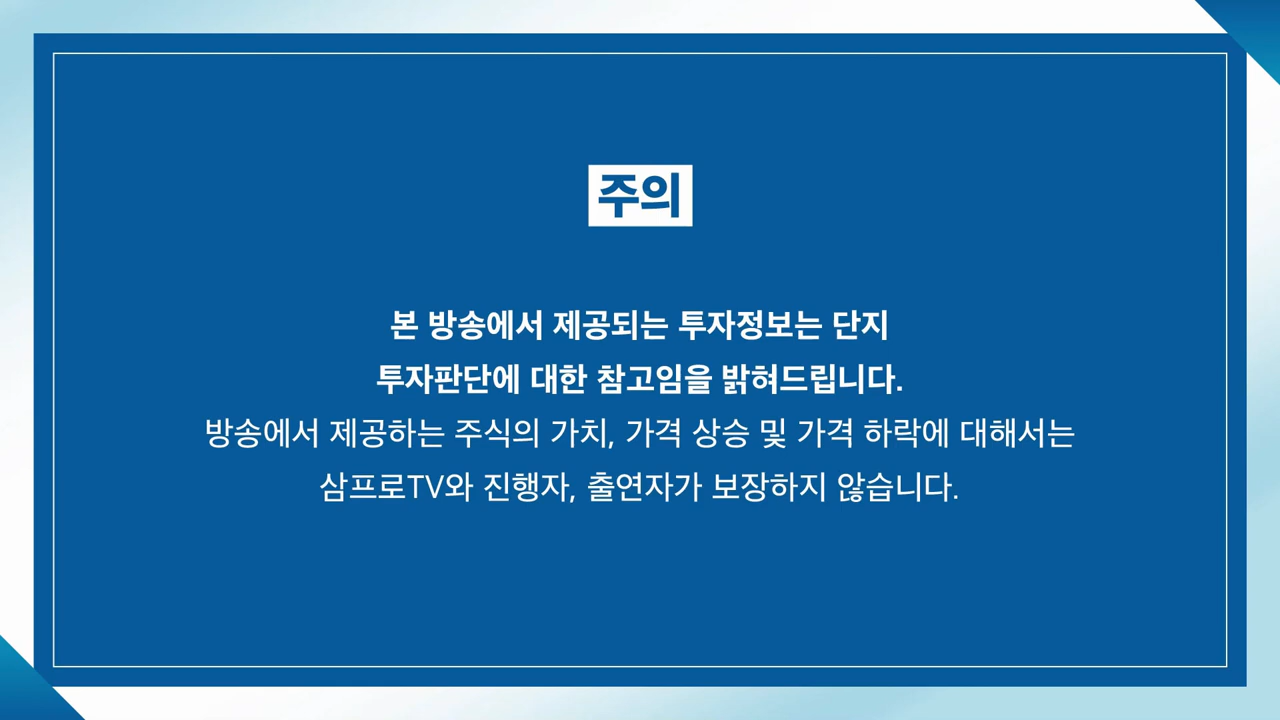 주의
본 방송에서 제공되는 투자정보는 단지
투자판단에 대한 참고임을 밝혀드립니다.
방송에서 제공하는 주식의 가치, 가격 상승 및 가격 하락에 대해서는
삼프로TV와 진행자, 출연자가 보장하지 않습니다.